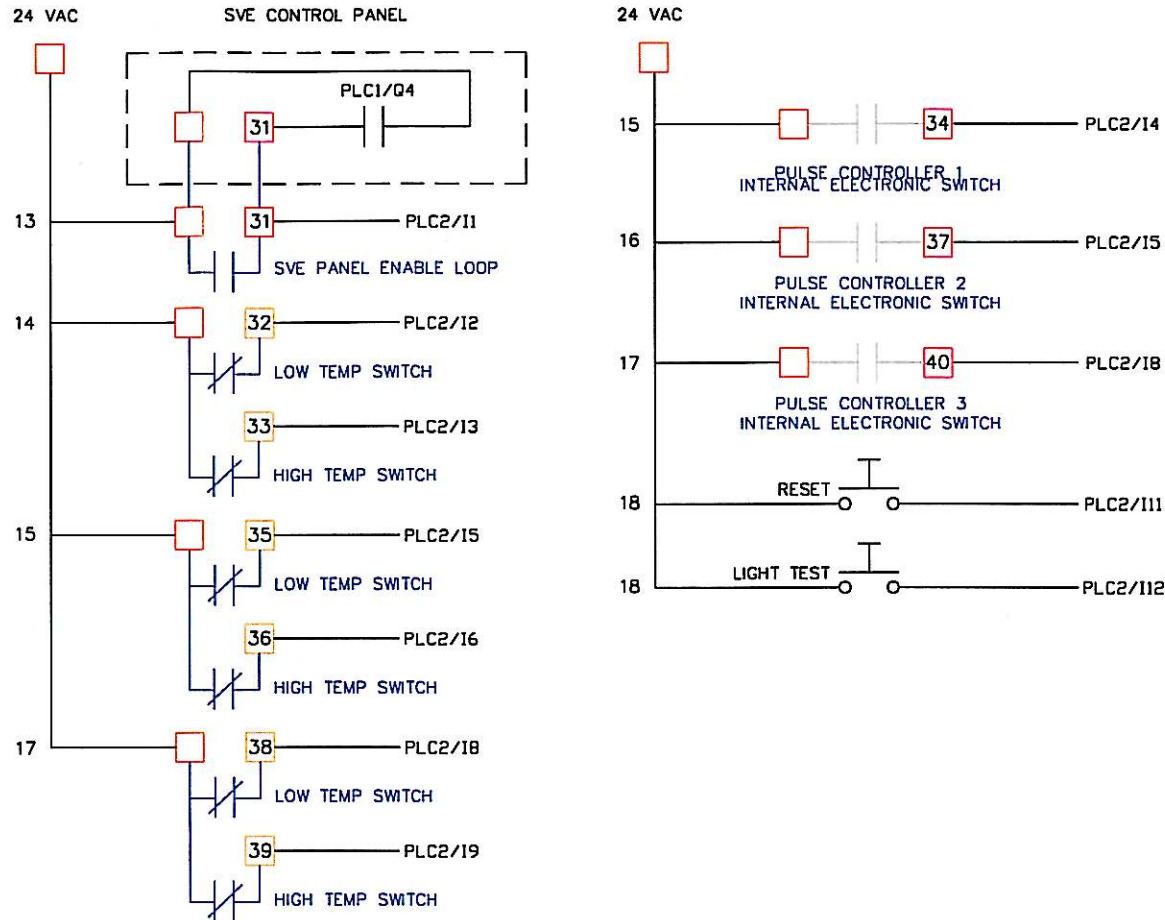 24 VAC
SVE CONTROL PANEL
PLC1/Q4
31
13
31
PLC2/I1
SVE PANEL ENABLE LOOP
14
32
PLC2/I2
LOW TEMP SWITCH
33
PLC2/I3
HIGH TEMP SWITCH
15
35
PLC2/I5
LOW TEMP SWITCH
36
PLC2/I6
HIGH TEMP SWITCH
17
38
PLC2/I8
LOW TEMP SWITCH
39
PLC2/I9
HIGH TEMP SWITCH
24 VAC
15
34
PLC2/I4
PULSE CONTROLLER 1
INTERNAL ELECTRONIC SWITCH
16
37
PLC2/I5
PULSE CONTROLLER 2
INTERNAL ELECTRONIC SWITCH
17
40
PLC2/I8
PULSE CONTROLLER 3
INTERNAL ELECTRONIC SWITCH
RESET
18
PLC2/I11
LIGHT TEST
18
PLC2/I12